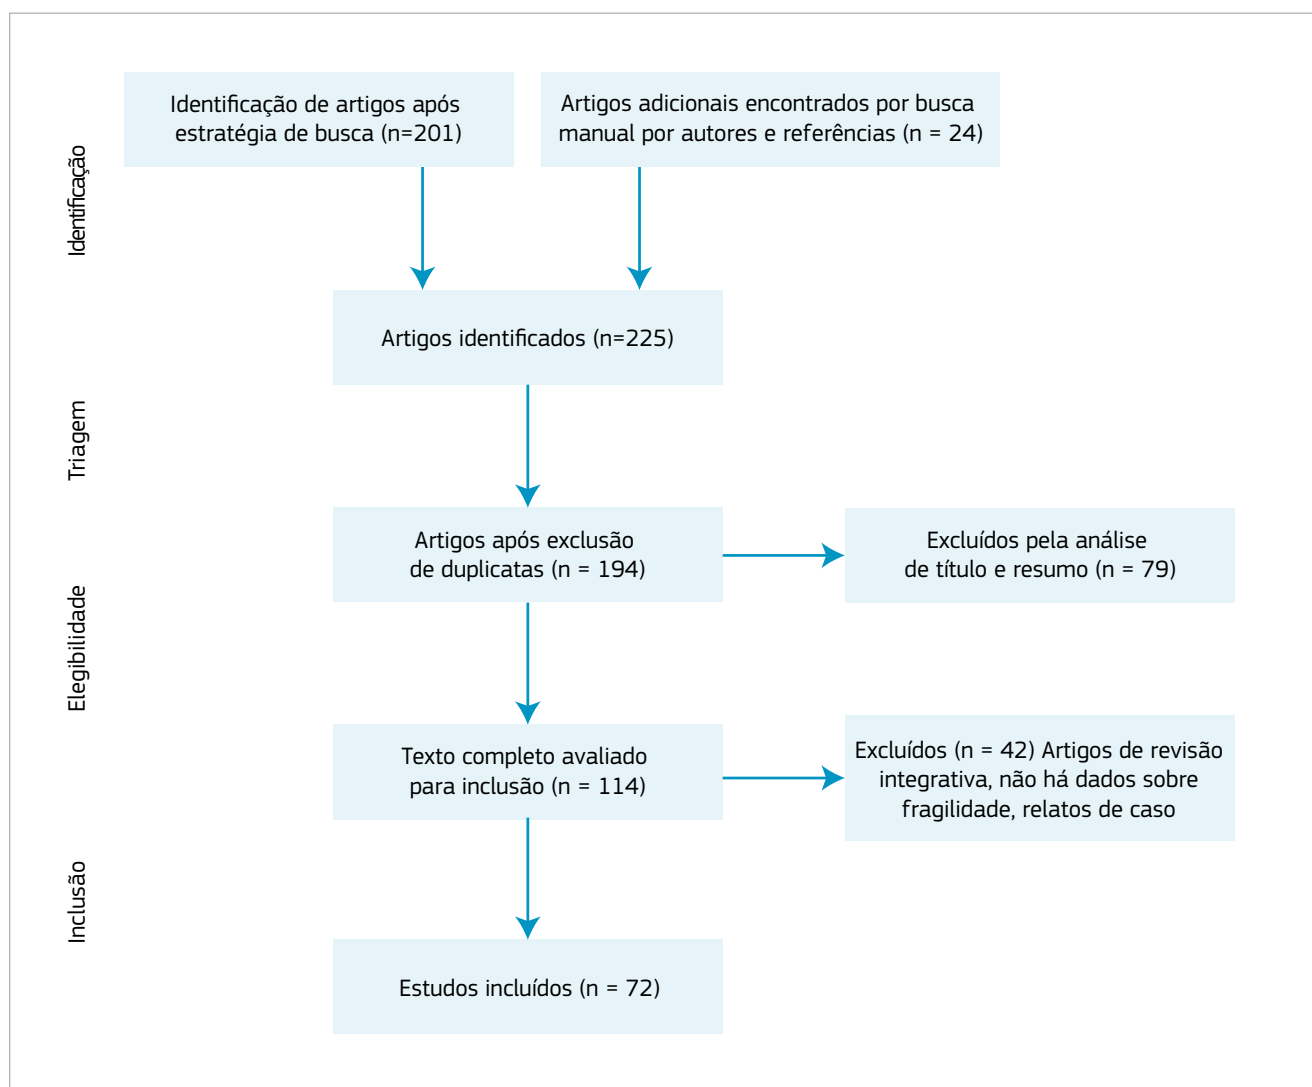 Identificação
Identificação de artigos após
estratégia de busca (n=201)
Artigos adicionais encontrados por busca
manual por autores e referências (n = 24)
Artigos identificados (n=225)
Triagem
Artigos após exclusão
de duplicatas (n = 194)
Excluídos pela análise
de título e resumo (n = 79)
Elegibilidade
Texto completo avaliado
para inclusão (n = 114)
Excluídos (n = 42) Artigos de revisão
integrativa, não há dados sobre
fragilidade, relatos de caso
Inclusão
Estudos incluídos (n = 72)